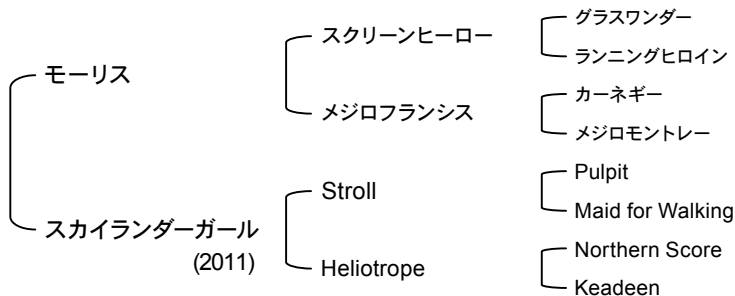 モーリス
スカイランダーガール
(2011)
スクリーンヒーロー
メジロフランシス
Stroll
Heliotrope
グラスワンダー
ランニングヒロイン
カーネギー
メジロモントレー
Pulpit
Maid for Walking
Northern Score
Keadeen